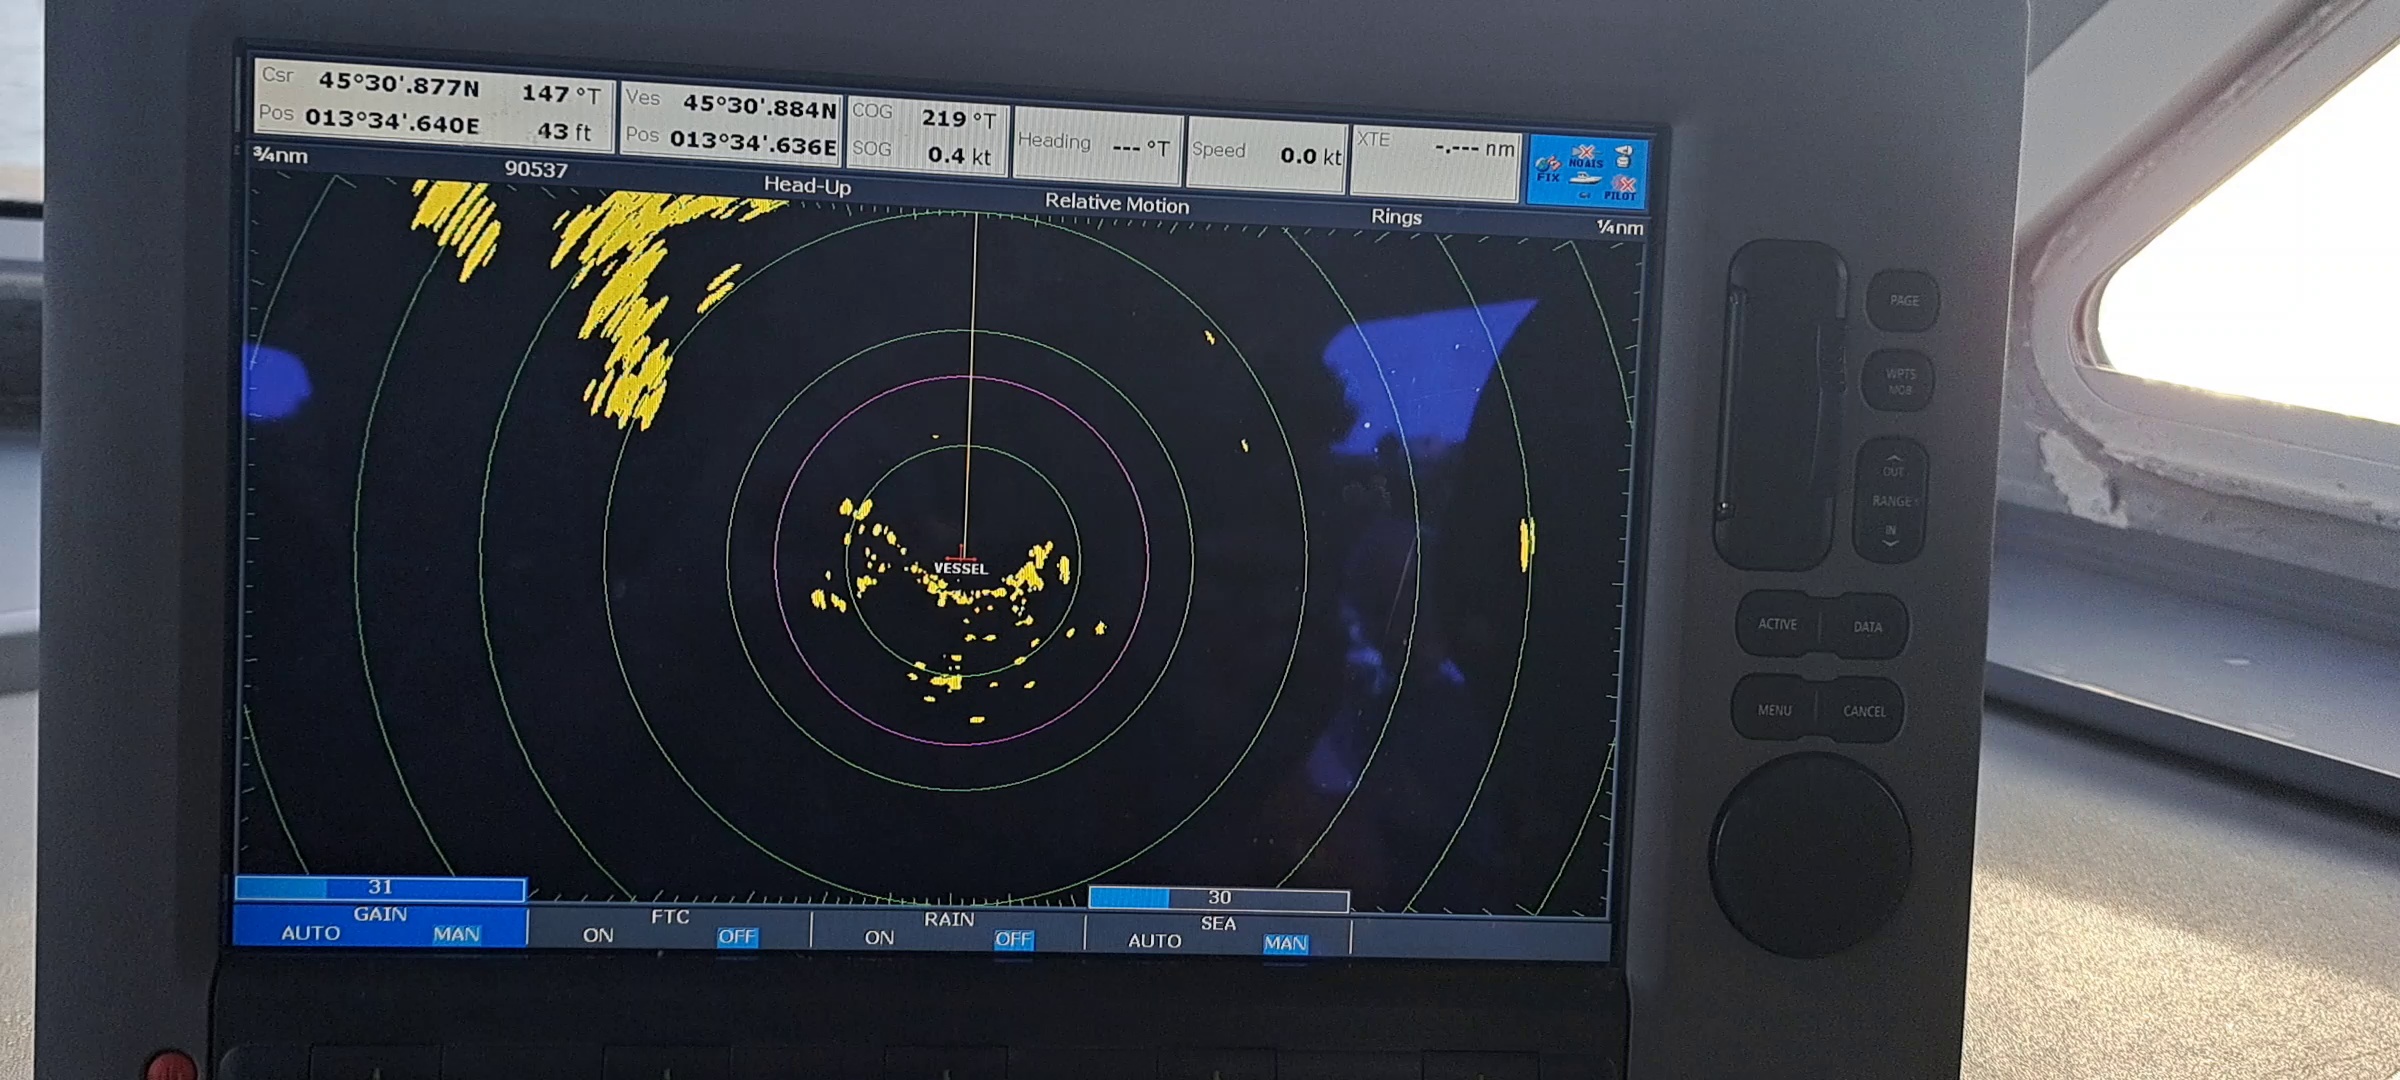 Csr 45°30'.877N 147 °T
Pos 013°34'.640E 43 ft
Ves 45°30'.884N
Pos 013°34'.636E
COG 219 °T
SOG 0.4 kt
Heading --- °T
Speed 0.0 kt
XTE -.--- nm
FIX
NO AIS
PILOT
¾nm 90537 Head-Up Relative Motion Rings ¼nm
VESSEL
31
GAIN
AUTO MAN
FTC
ON OFF
RAIN
ON OFF
30
SEA
AUTO MAN
PAGE
WPTS
MOB
OUT
RANGE
IN
ACTIVE DATA
MENU CANCEL